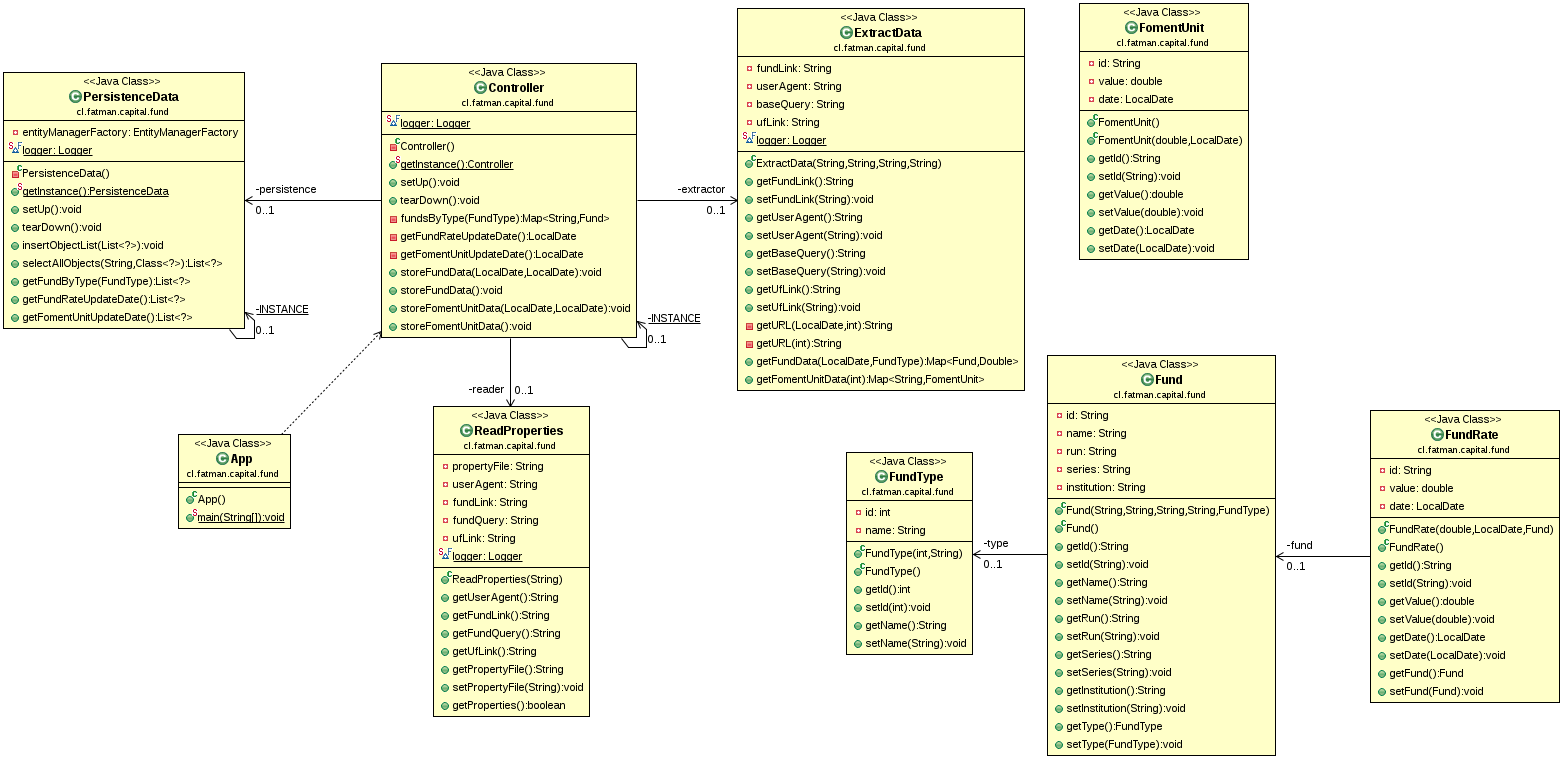 <<Java Class>>
PersistenceData
cl.fatman.capital.fund
entityManagerFactory: EntityManagerFactory
logger: Logger
PersistenceData()
getInstance():PersistenceData
setUp():void
tearDown():void
insertObjectList(List<?>):void
selectAllObjects(String,Class<?>):List<?>
getFundByType(FundType):List<?>
getFundRateUpdateDate():List<?>
getFomentUnitUpdateDate():List<?>
-INSTANCE
0..1
-persistence
0..1
<<Java Class>>
Controller
cl.fatman.capital.fund
logger: Logger
Controller()
getInstance():Controller
setUp():void
tearDown():void
fundsByType(FundType):Map<String,Fund>
getFundRateUpdateDate():LocalDate
getFomentUnitUpdateDate():LocalDate
storeFundData(LocalDate,LocalDate):void
storeFundData():void
storeFomentUnitData(LocalDate,LocalDate):void
storeFomentUnitData():void
-INSTANCE
0..1
-extractor
0..1
-reader
0..1
<<Java Class>>
ExtractData
cl.fatman.capital.fund
fundLink: String
userAgent: String
baseQuery: String
ufLink: String
logger: Logger
ExtractData(String,String,String,String)
getFundLink():String
setFundLink(String):void
getUserAgent():String
setUserAgent(String):void
getBaseQuery():String
setBaseQuery(String):void
getUfLink():String
setUfLink(String):void
getURL(LocalDate,int):String
getURL(int):String
getFundData(LocalDate,FundType):Map<Fund,Double>
getFomentUnitData(int):Map<String,FomentUnit>
<<Java Class>>
FomentUnit
cl.fatman.capital.fund
id: String
value: double
date: LocalDate
FomentUnit()
FomentUnit(double,LocalDate)
getId():String
setId(String):void
getValue():double
setValue(double):void
getDate():LocalDate
setDate(LocalDate):void
<<Java Class>>
App
cl.fatman.capital.fund
App()
main(String[]):void
<<Java Class>>
ReadProperties
cl.fatman.capital.fund
propertyFile: String
userAgent: String
fundLink: String
fundQuery: String
ufLink: String
logger: Logger
ReadProperties(String)
getUserAgent():String
getFundLink():String
getFundQuery():String
getUfLink():String
getPropertyFile():String
setPropertyFile(String):void
getProperties():boolean
<<Java Class>>
FundType
cl.fatman.capital.fund
id: int
name: String
FundType(int,String)
FundType()
getId():int
setId(int):void
getName():String
setName(String):void
-type
0..1
<<Java Class>>
Fund
cl.fatman.capital.fund
id: String
name: String
run: String
series: String
institution: String
Fund(String,String,String,String,FundType)
Fund()
getId():String
setId(String):void
getName():String
setName(String):void
getRun():String
setRun(String):void
getSeries():String
setSeries(String):void
getInstitution():String
setInstitution(String):void
getType():FundType
setType(FundType):void
-fund
0..1
<<Java Class>>
FundRate
cl.fatman.capital.fund
id: String
value: double
date: LocalDate
FundRate(double,LocalDate,Fund)
FundRate()
getId():String
setId(String):void
getValue():double
setValue(double):void
getDate():LocalDate
setDate(LocalDate):void
getFund():Fund
setFund(Fund):void